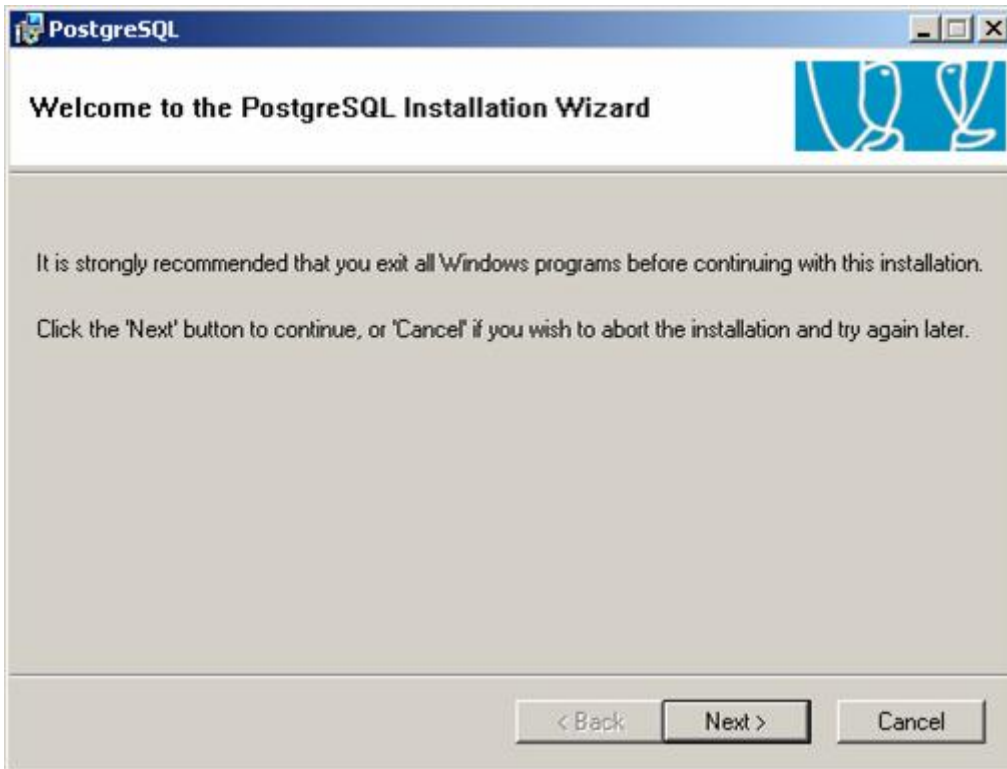 PostgreSQL
Welcome to the PostgreSQL Installation Wizard
It is strongly recommended that you exit all Windows programs before continuing with this installation.
Click the 'Next' button to continue, or 'Cancel' if you wish to abort the installation and try again later.
< Back Next > Cancel